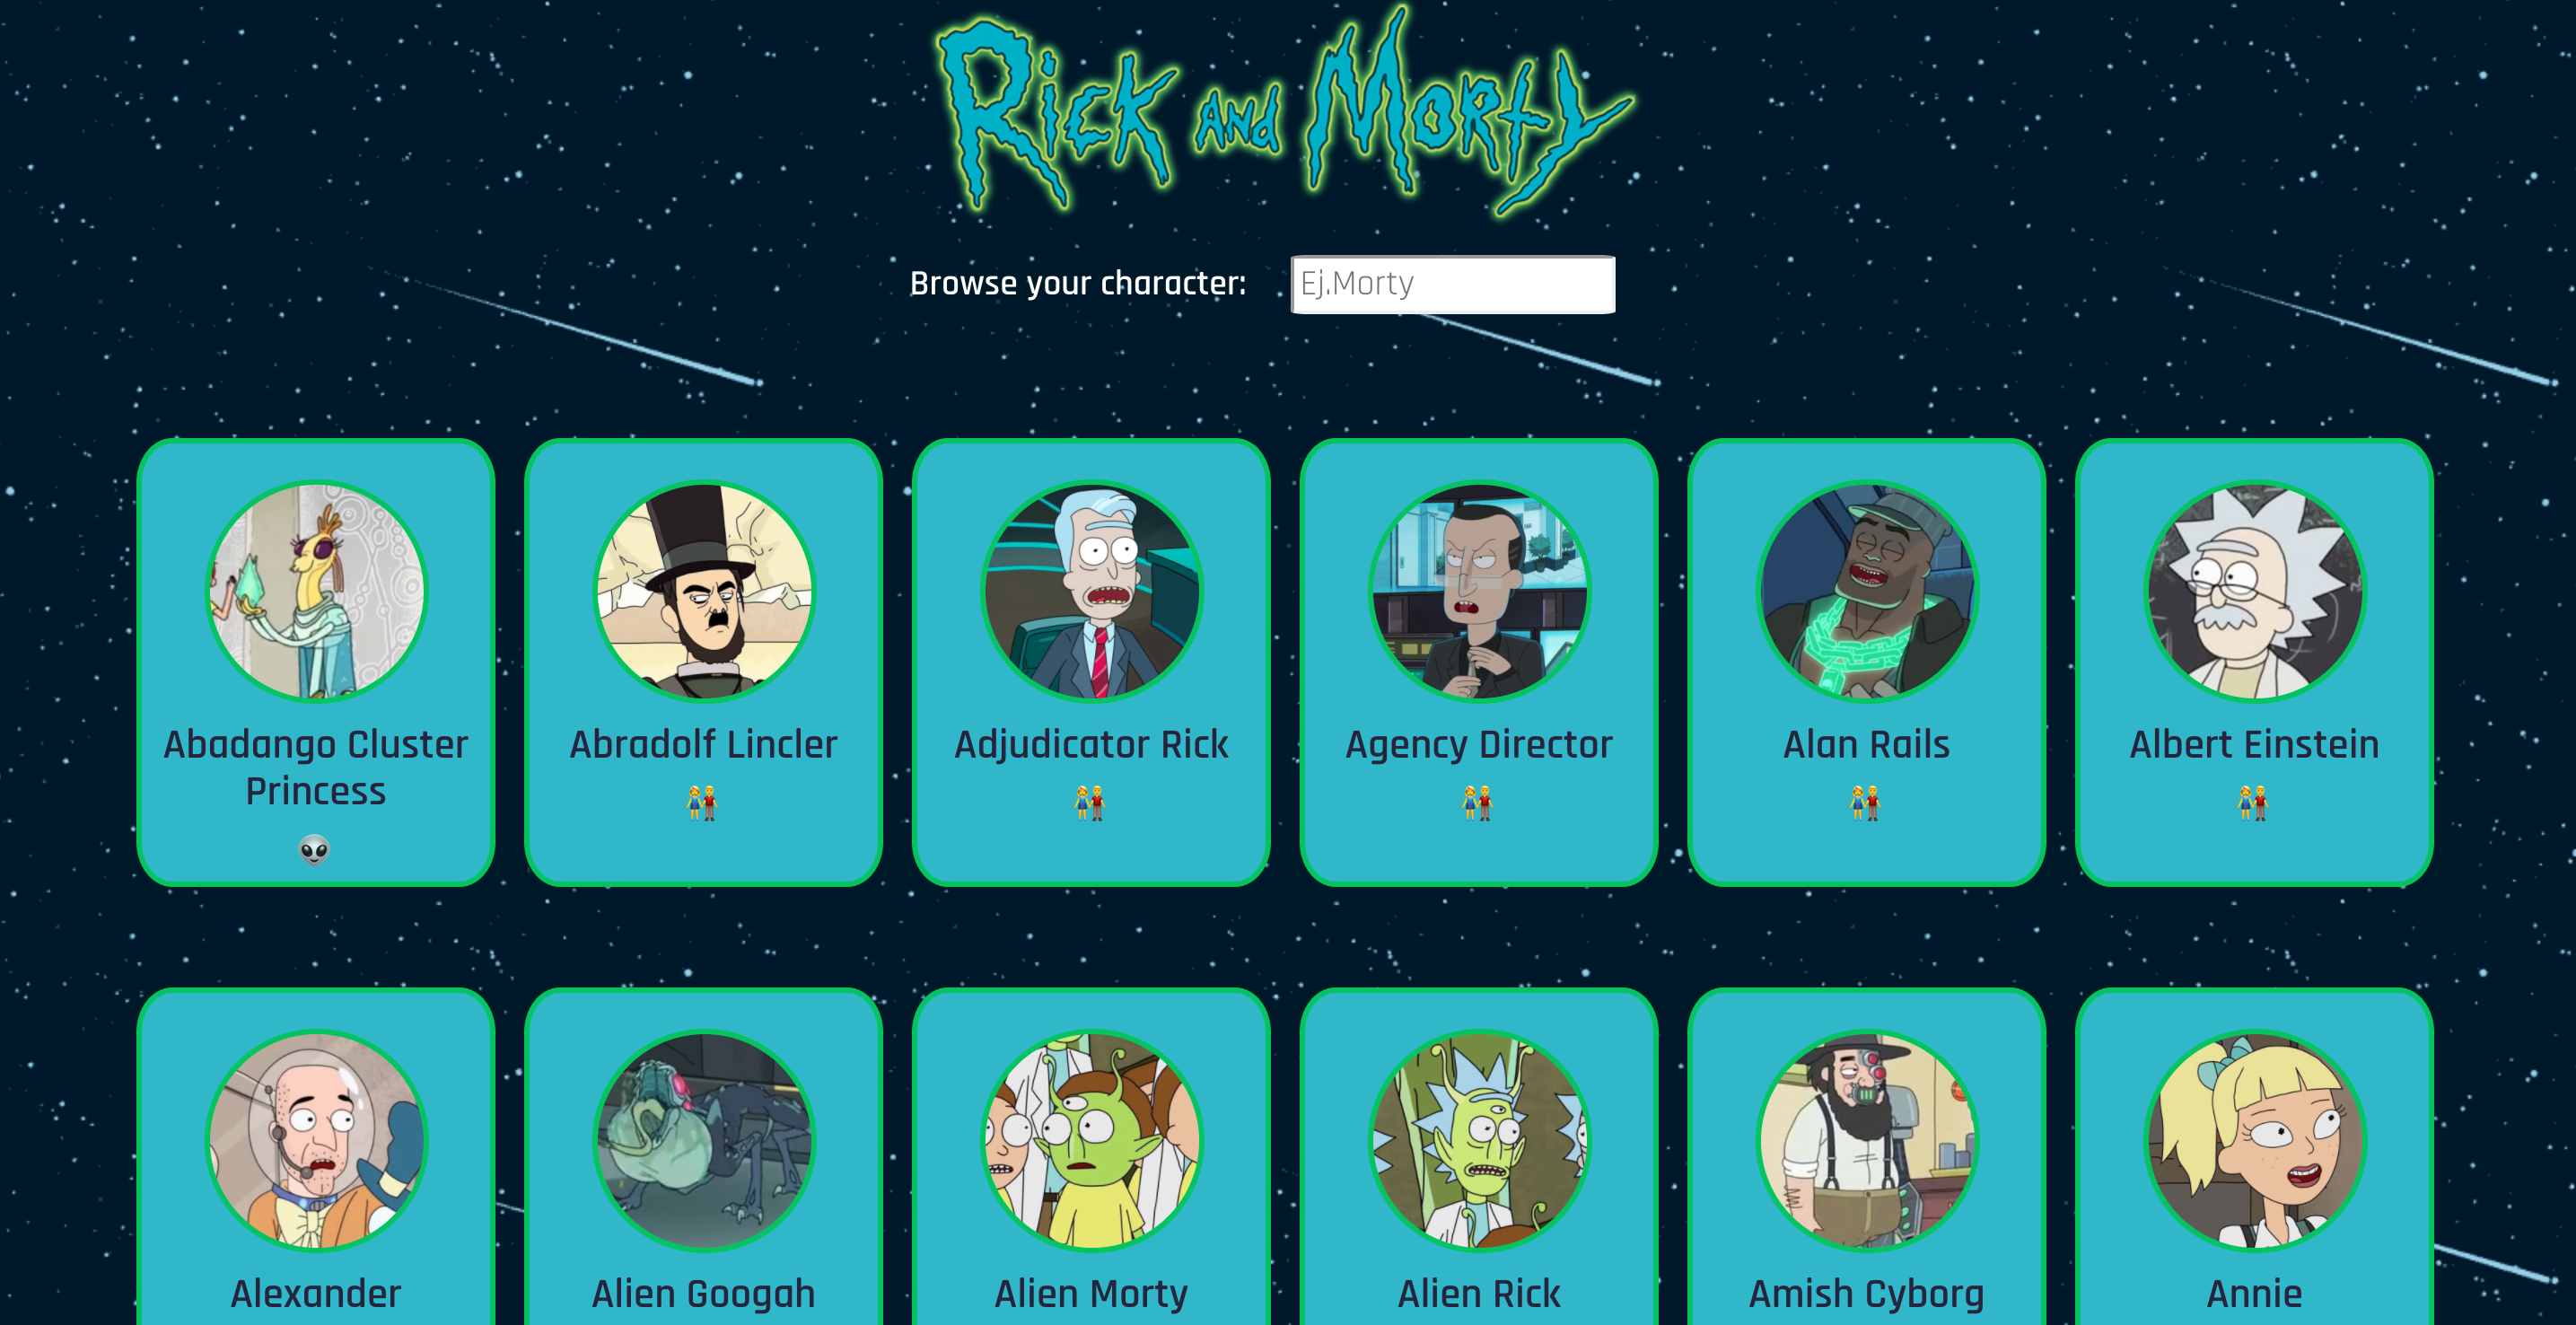 Rick and Morty
Browse your character: Ej.Morty
Abadango Cluster
Princess
Abradolf Lincler
Adjudicator Rick
Agency Director
Alan Rails
Albert Einstein
Alexander
Alien Googah
Alien Morty
Alien Rick
Amish Cyborg
Annie